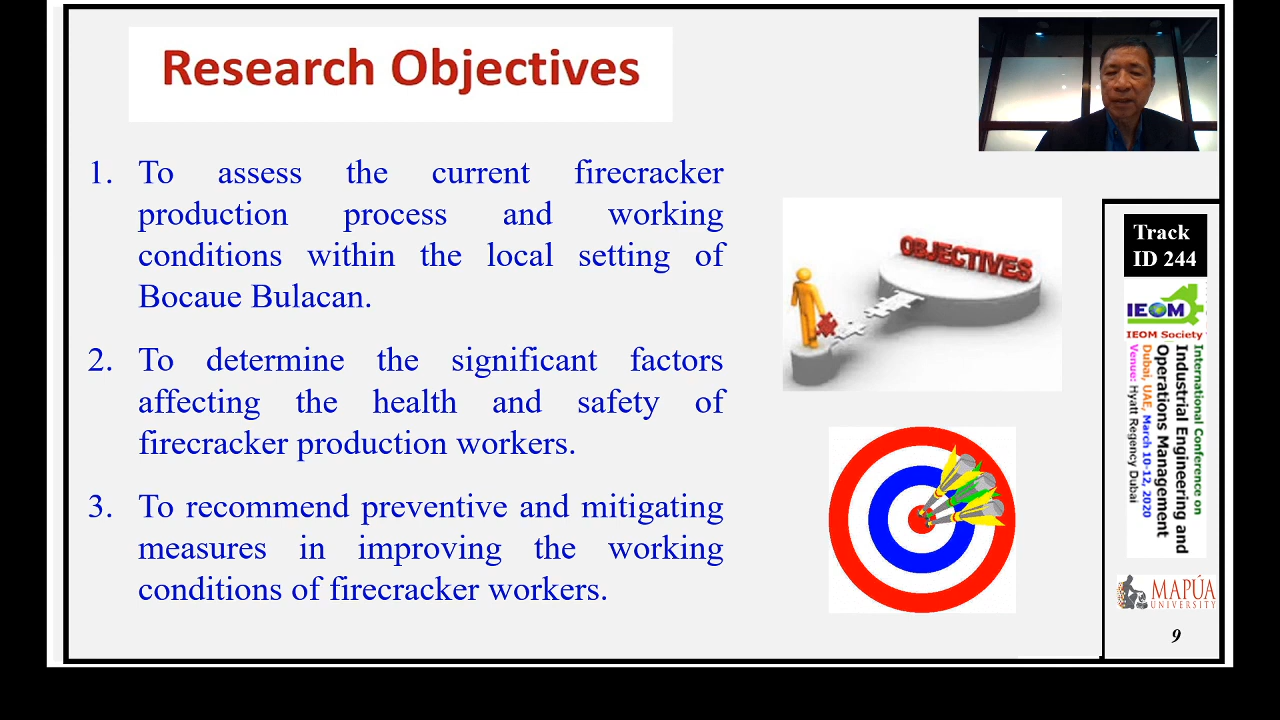 Research Objectives
1. To assess the current firecracker
production process and working
conditions within the local setting of
Bocaue Bulacan.
2. To determine the significant factors
affecting the health and safety of
firecracker production workers.
3. To recommend preventive and mitigating
measures in improving the working
conditions of firecracker workers.
OBJECTIVES
Track
ID 244
IEOM
IEOM Society
International Conference on
Industrial Engineering and
Operations Management
Dubai, UAE, March 10-12, 2020
Venue: Hyatt Regency Dubai
MAPÚA
UNIVERSITY
9